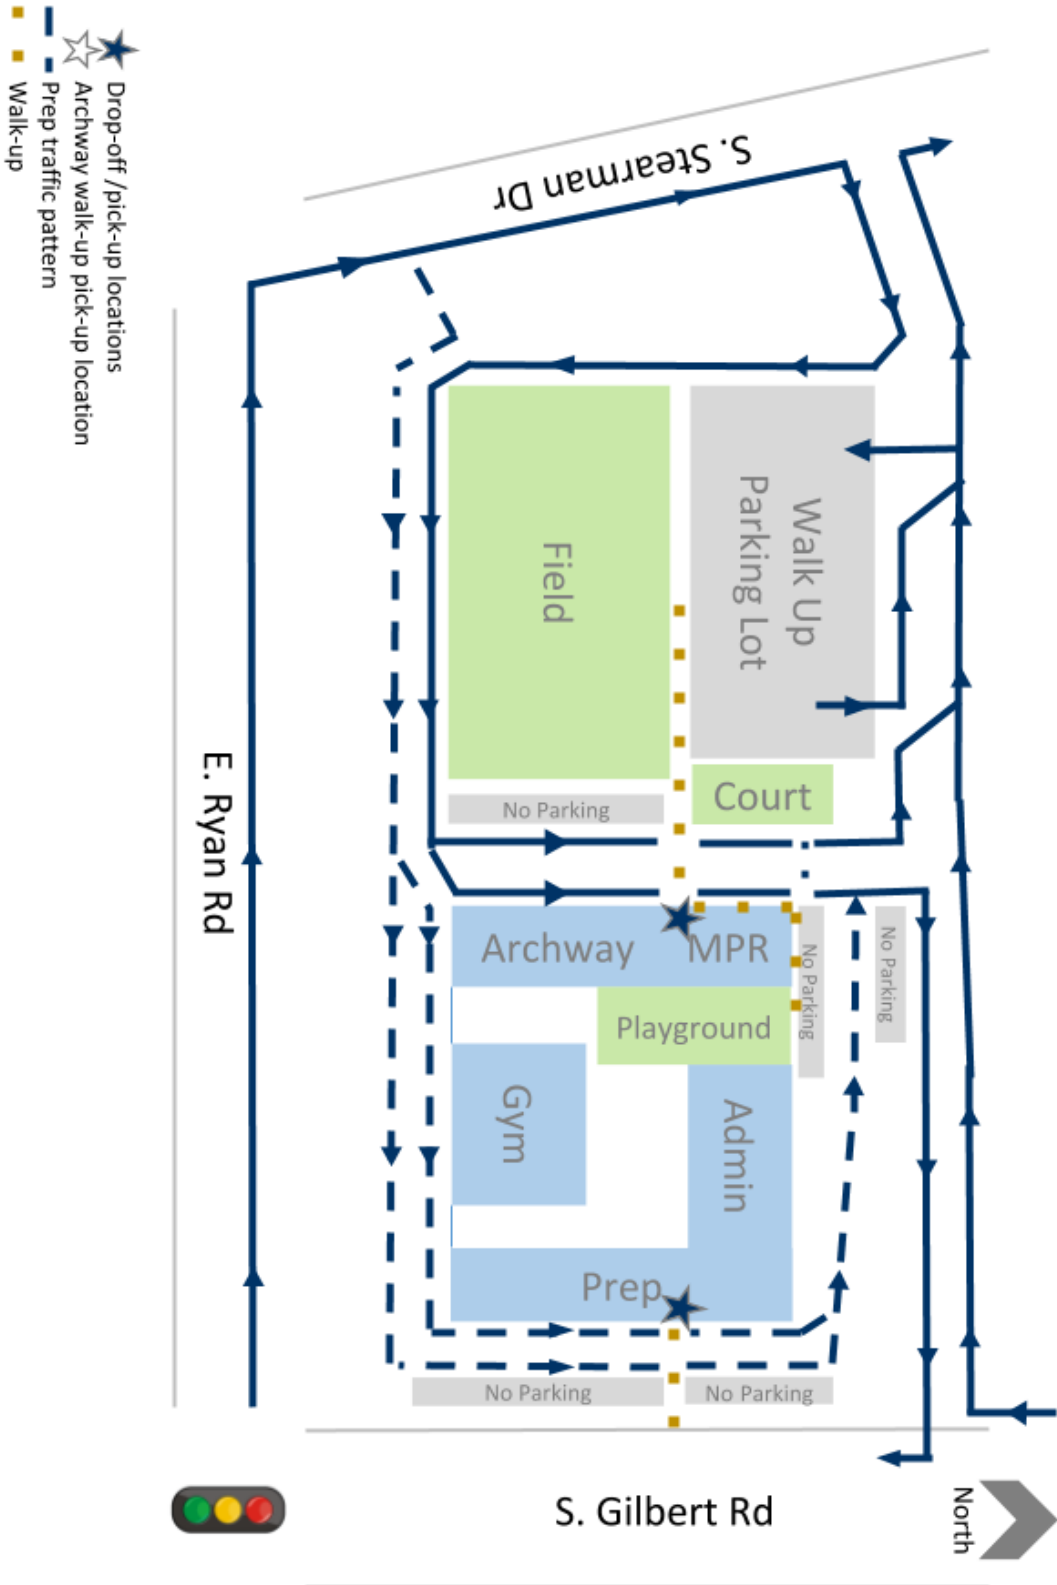 Drop-off /pick-up locations
Archway walk-up pick-up location
Prep traffic pattern
Walk-up
S. Stearman Dr
Walk Up
Parking Lot
Field
Court
No Parking
E. Ryan Rd
Archway
MPR
No Parking
No Parking
Playground
Gym
Admin
Prep
No Parking
No Parking
S. Gilbert Rd
North